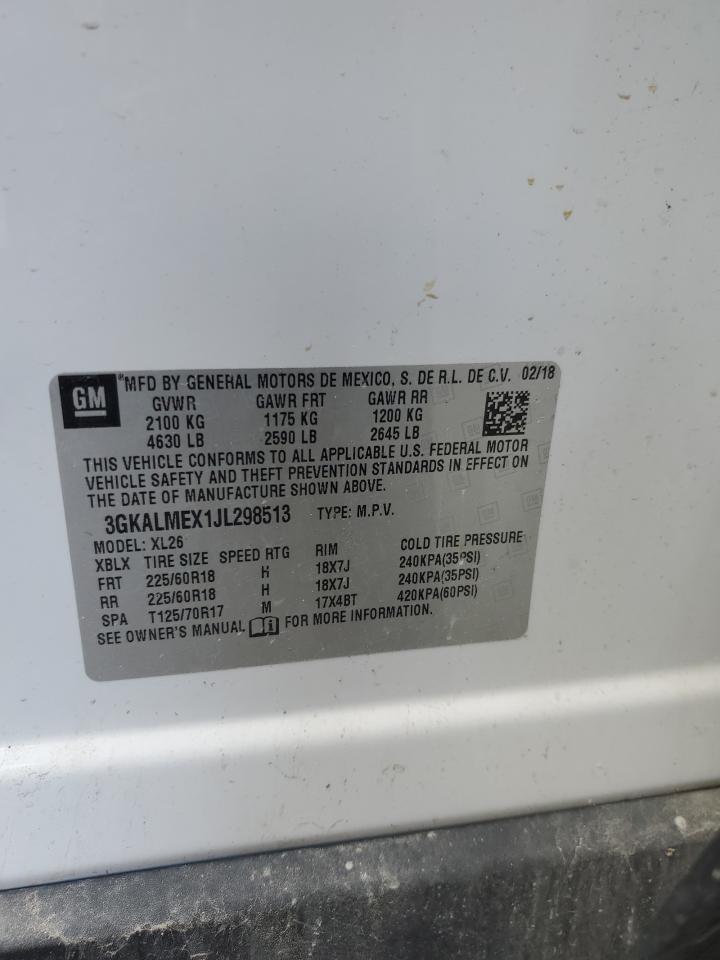 GM
MFD BY GENERAL MOTORS DE MEXICO, S. DE R.L. DE C.V. 02/18
GVWR GAWR FRT GAWR RR
2100 KG 1175 KG 1200 KG
4630 LB 2590 LB 2645 LB
THIS VEHICLE CONFORMS TO ALL APPLICABLE U.S. FEDERAL MOTOR
VEHICLE SAFETY AND THEFT PREVENTION STANDARDS IN EFFECT ON
THE DATE OF MANUFACTURE SHOWN ABOVE.
3GKALMEX1JL298513 TYPE: M.P.V.
MODEL: XL26
XBLX TIRE SIZE SPEED RTG RIM COLD TIRE PRESSURE
FRT 225/60R18 H 18X7J 240KPA(35PSI)
RR 225/60R18 H 18X7J 240KPA(35PSI)
SPA T125/70R17 M 17X4BT 420KPA(60PSI)
SEE OWNER'S MANUAL FOR MORE INFORMATION.